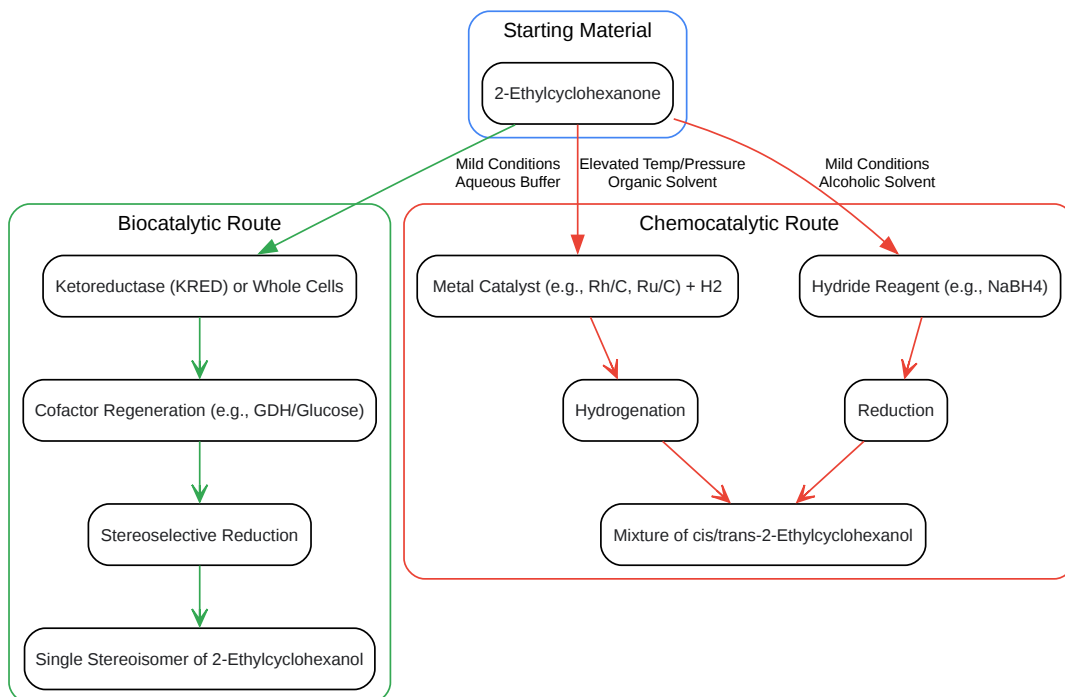 Starting Material
2-Ethylcyclohexanone
Mild Conditions
Aqueous Buffer
Elevated Temp/Pressure
Organic Solvent
Mild Conditions
Alcoholic Solvent
Biocatalytic Route
Ketoreductase (KRED) or Whole Cells
Cofactor Regeneration (e.g., GDH/Glucose)
Stereoselective Reduction
Single Stereoisomer of 2-Ethylcyclohexanol
Chemocatalytic Route
Metal Catalyst (e.g., Rh/C, Ru/C) + H2
Hydride Reagent (e.g., NaBH4)
Hydrogenation
Reduction
Mixture of cis/trans-2-Ethylcyclohexanol